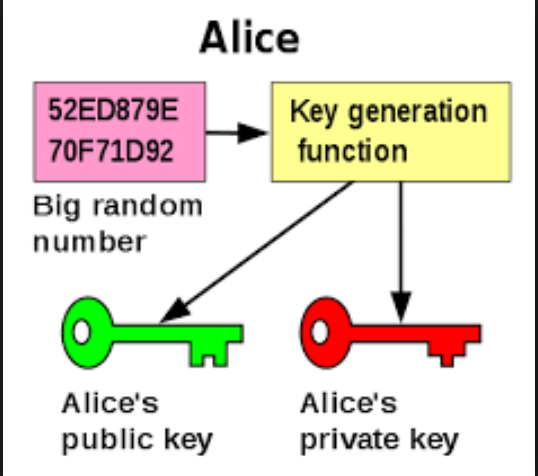 Alice
52ED879E
70F71D92
Key generation
function
Big random
number
Alice's
public key
Alice's
private key